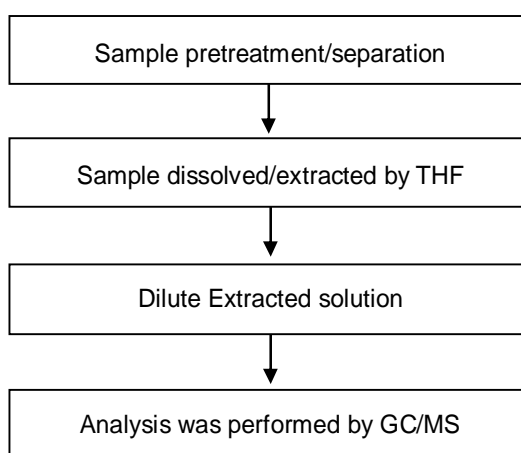 Sample pretreatment/separation
Sample dissolved/extracted by THF
Dilute Extracted solution
Analysis was performed by GC/MS